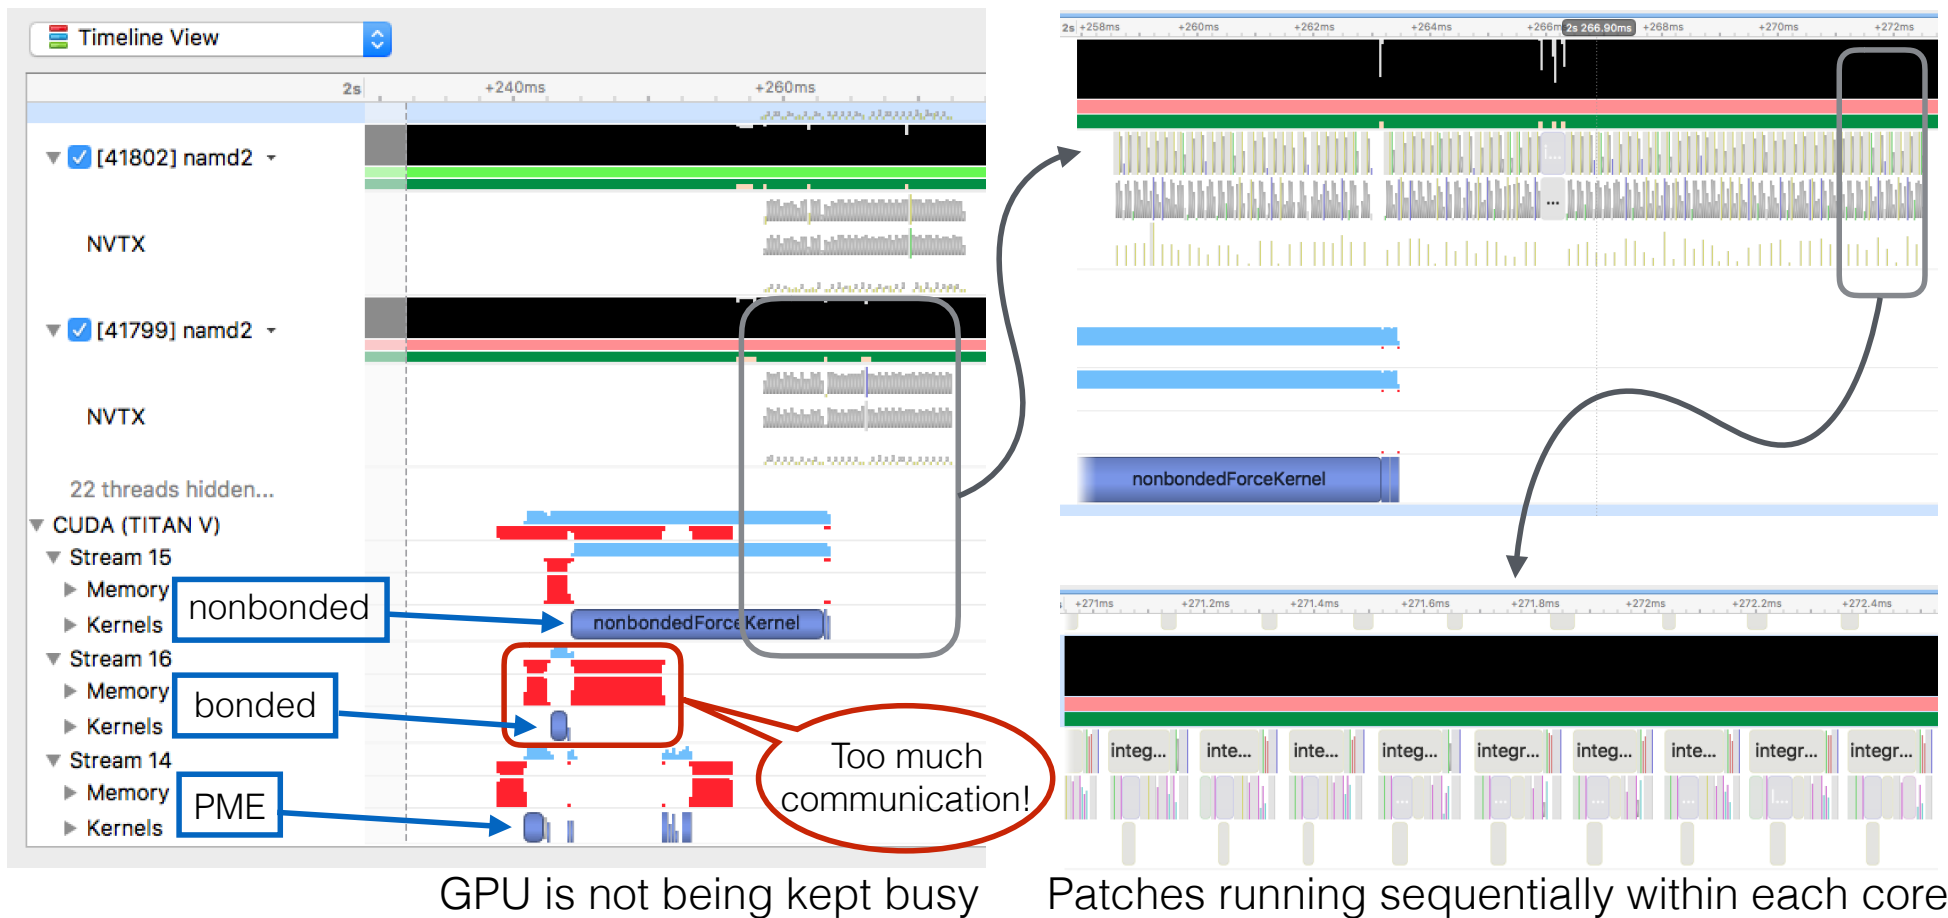 Timeline View
2s +240ms +260ms
[41802] namd2
NVTX
[41799] namd2
NVTX
22 threads hidden...
CUDA (TITAN V)
Stream 15
Memory
Kernels
nonbonded
nonbondedForceKernel
Stream 16
Memory
Kernels
bonded
Stream 14
Memory
Kernels
PME
Too much
communication!
GPU is not being kept busy
2s +258ms +260ms +262ms +264ms +266m 2s 266.90ms +268ms +270ms +272ms
i...
...
nonbondedForceKernel
+271ms +271.2ms +271.4ms +271.6ms +271.8ms +272ms +272.2ms +272.4ms
integ... inte... inte... integ... integr... integ... inte... integr... integr...
... ... ... ... i...
Patches running sequentially within each core